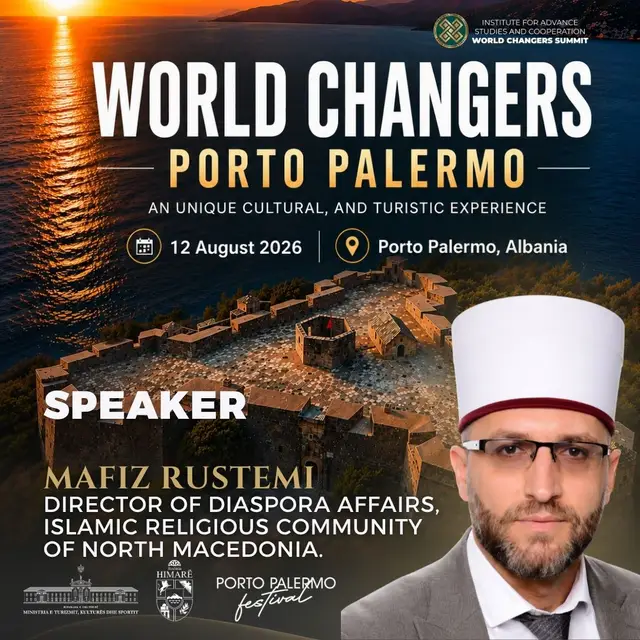 INSTITUTE FOR ADVANCE
STUDIES AND COOPERATION
WORLD CHANGERS SUMMIT
WORLD CHANGERS
PORTO PALERMO
AN UNIQUE CULTURAL, AND TURISTIC EXPERIENCE
12 August 2026
Porto Palermo, Albania
SPEAKER
MAFIZ RUSTEMI
DIRECTOR OF DIASPORA AFFAIRS,
ISLAMIC RELIGIOUS COMMUNITY
OF NORTH MACEDONIA.
MINISTRIA E TURIZMIT, KULTURËS DHE SPORTIT
HIMARË
PORTO PALERMO
festival